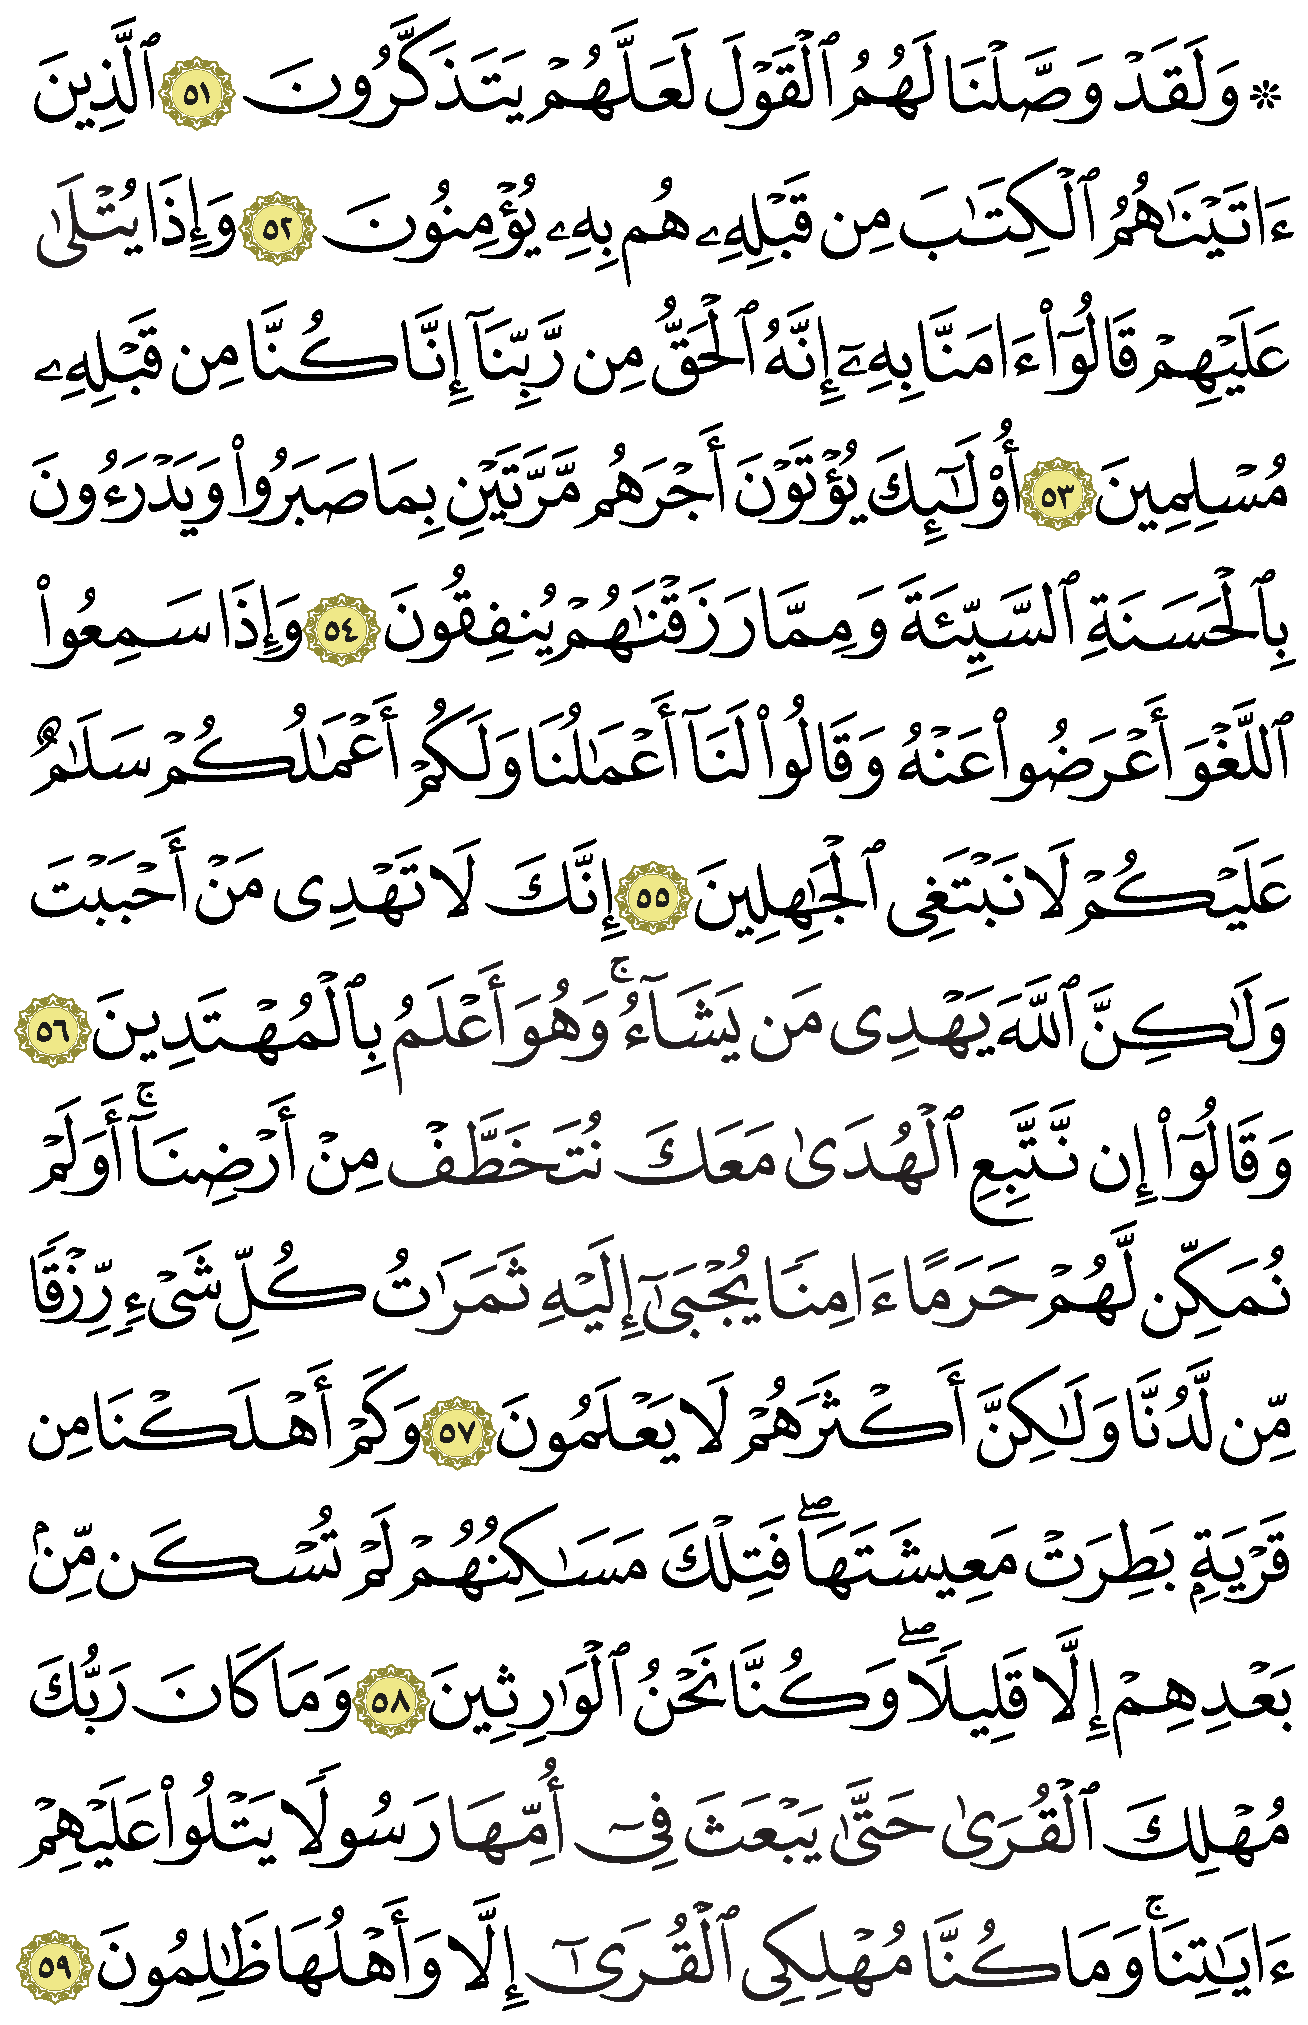 ۞ وَلَقَدۡ وَصَّلۡنَا لَهُمُ ٱلۡقَوۡلَ لَعَلَّهُمۡ يَتَذَكَّرُونَ ٥١ ٱلَّذِينَ
ءَاتَيۡنَٰهُمُ ٱلۡكِتَٰبَ مِن قَبۡلِهِۦ هُم بِهِۦ يُؤۡمِنُونَ ٥٢ وَإِذَا يُتۡلَىٰ
عَلَيۡهِمۡ قَالُوٓاْ ءَامَنَّا بِهِۦٓ إِنَّهُ ٱلۡحَقُّ مِن رَّبِّنَآ إِنَّا كُنَّا مِن قَبۡلِهِۦ
مُسۡلِمِينَ ٥٣ أُوْلَٰٓئِكَ يُؤۡتَوۡنَ أَجۡرَهُم مَّرَّتَيۡنِ بِمَا صَبَرُواْ وَيَدۡرَءُونَ
بِٱلۡحَسَنَةِ ٱلسَّيِّئَةَ وَمِمَّا رَزَقۡنَٰهُمۡ يُنفِقُونَ ٥٤ وَإِذَا سَمِعُواْ
ٱللَّغۡوَ أَعۡرَضُواْ عَنۡهُ وَقَالُواْ لَنَآ أَعۡمَٰلُنَا وَلَكُمۡ أَعۡمَٰلُكُمۡ سَلَٰمٌ
عَلَيۡكُمۡ لَا نَبۡتَغِي ٱلۡجَٰهِلِينَ ٥٥ إِنَّكَ لَا تَهۡدِي مَنۡ أَحۡبَبۡتَ
وَلَٰكِنَّ ٱللَّهَ يَهۡدِي مَن يَشَآءُۚ وَهُوَ أَعۡلَمُ بِٱلۡمُهۡتَدِينَ ٥٦
وَقَالُوٓاْ إِن نَّتَّبِعِ ٱلۡهُدَىٰ مَعَكَ نُتَخَطَّفۡ مِنۡ أَرۡضِنَآۚ أَوَلَمۡ
نُمَكِّن لَّهُمۡ حَرَمًا ءَامِنٗا يُجۡبَىٰٓ إِلَيۡهِ ثَمَرَٰتُ كُلِّ شَيۡءٖ رِّزۡقٗا
مِّن لَّدُنَّا وَلَٰكِنَّ أَكۡثَرَهُمۡ لَا يَعۡلَمُونَ ٥٧ وَكَمۡ أَهۡلَكۡنَا مِن
قَرۡيَةِۭ بَطِرَتۡ مَعِيشَتَهَاۖ فَتِلۡكَ مَسَٰكِنُهُمۡ لَمۡ تُسۡكَن مِّنۢ
بَعۡدِهِمۡ إِلَّا قَلِيلٗاۖ وَكُنَّا نَحۡنُ ٱلۡوَٰرِثِينَ ٥٨ وَمَا كَانَ رَبُّكَ
مُهۡلِكَ ٱلۡقُرَىٰ حَتَّىٰ يَبۡعَثَ فِيٓ أُمِّهَا رَسُولٗا يَتۡلُواْ عَلَيۡهِمۡ
ءَايَٰتِنَاۚ وَمَا كُنَّا مُهۡلِكِي ٱلۡقُرَىٰٓ إِلَّا وَأَهۡلُهَا ظَٰلِمُونَ ٥٩